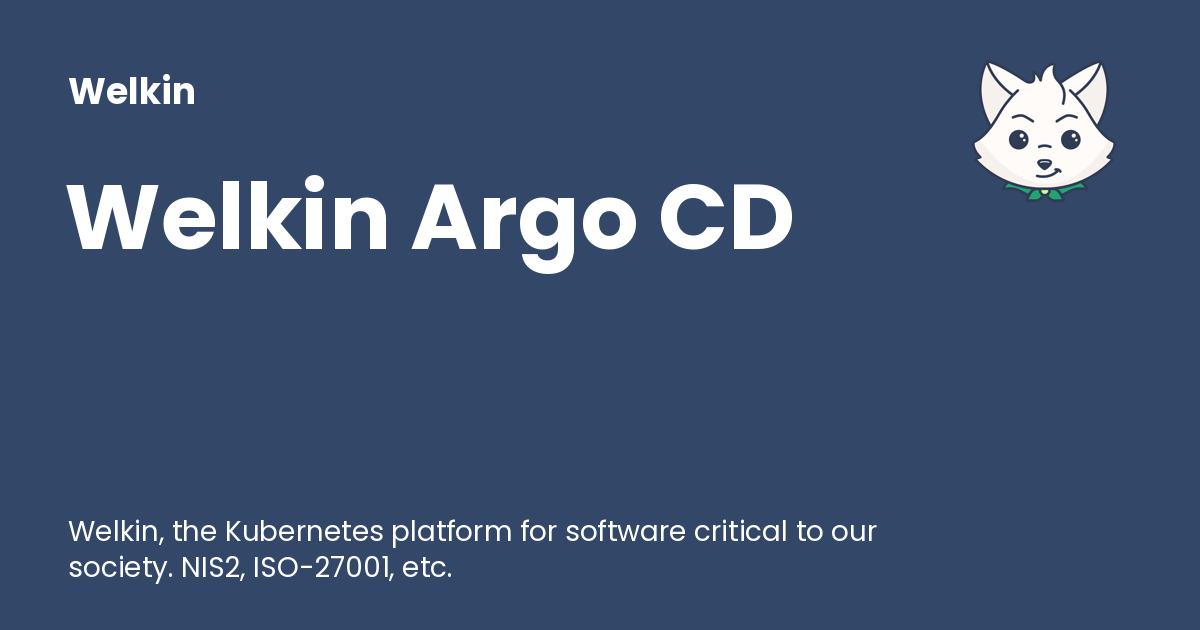 Welkin
Welkin Argo CD
Welkin, the Kubernetes platform for software critical to our
society. NIS2, ISO-27001, etc.